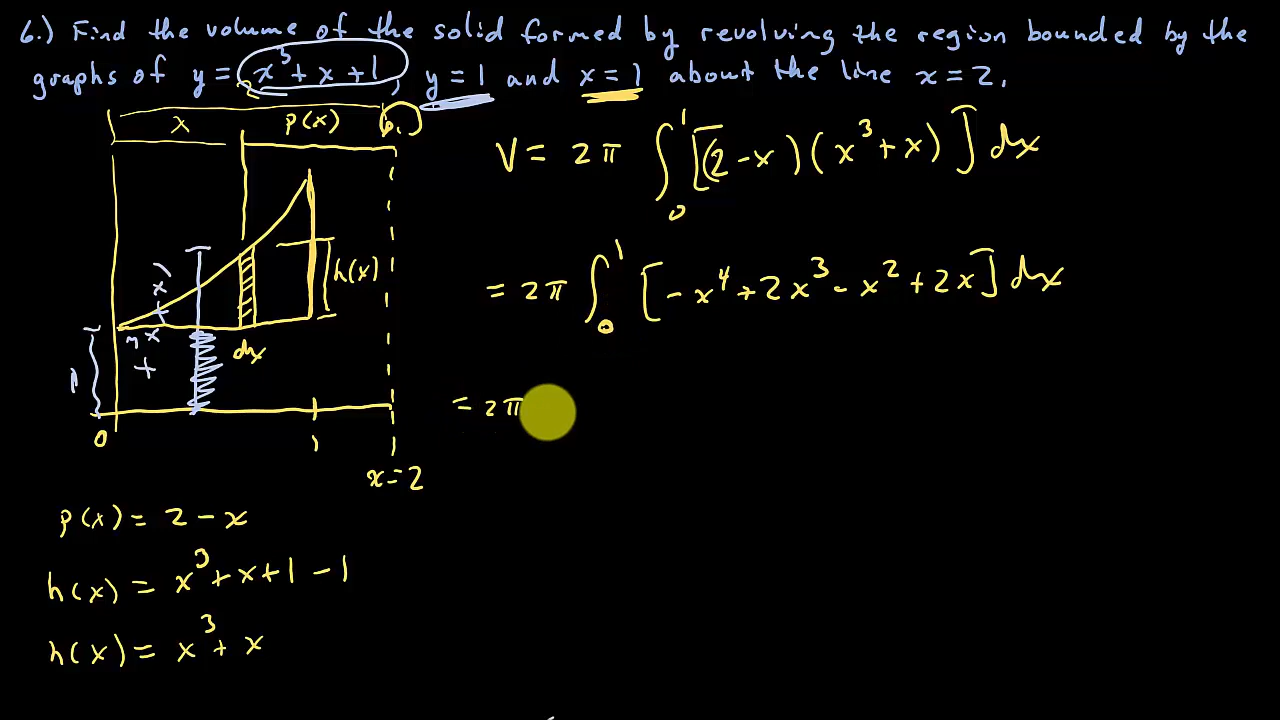 6.) Find the volume of the solid formed by revolving the region bounded by the
graphs of y = x³ + x + 1, y = 1 and x = 1 about the line x = 2.
x p(x)
h(x)
x
x
+
1
dx
0 1
x = 2
p(x) = 2 - x
h(x) = x³ + x + 1 - 1
h(x) = x³ + x
V = 2π ∫₀¹ [(2 - x)(x³ + x)] dx
= 2π ∫₀¹ [-x⁴ + 2x³ - x² + 2x] dx
= 2π